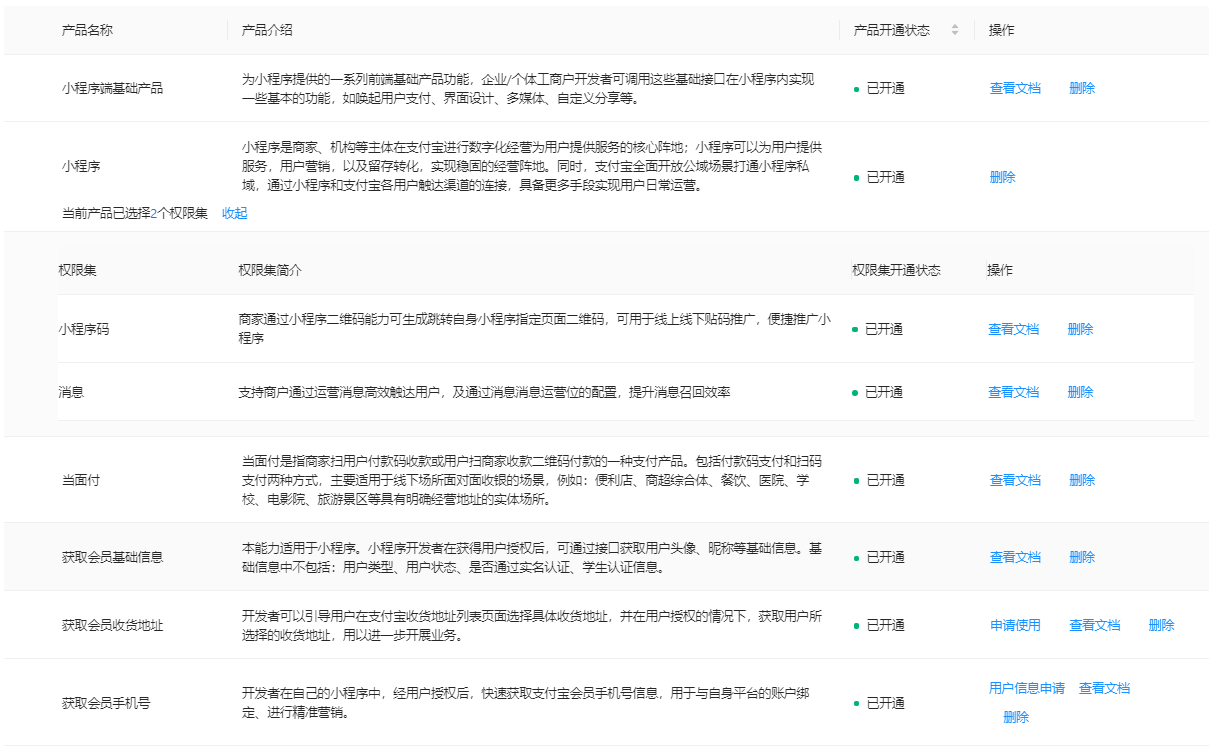 产品名称 产品介绍 产品开通状态 操作
小程序端基础产品
为小程序提供的一系列前端基础产品功能，企业/个体工商户开发者可调用这些基础接口在小程序内实现
一些基本的功能，如唤起用户支付、界面设计、多媒体、自定义分享等。
已开通 查看文档 删除
小程序
小程序是商家、机构等主体在支付宝进行数字化经营为用户提供服务的核心阵地；小程序可以为用户提供
服务，用户营销，以及留存转化，实现稳固的经营阵地。同时，支付宝全面开放公域场景打通小程序私
域，通过小程序和支付宝各用户触达渠道的连接，具备更多手段实现用户日常运营。
已开通 删除
当前产品已选择2个权限集 收起
权限集 权限集简介 权限集开通状态 操作
小程序码
商家通过小程序二维码能力可生成跳转自身小程序指定页面二维码，可用于线上线下贴码推广，便捷推广小
程序
已开通 查看文档 删除
消息 支持商户通过运营消息高效触达用户，及通过消息消息运营位的配置，提升消息召回效率 已开通 查看文档 删除
当面付
当面付是指商家扫用户付款码收款或用户扫商家收款二维码付款的一种支付产品。包括付款码支付和扫码
支付两种方式，主要适用于线下场所面对面收银的场景，例如：便利店、商超综合体、餐饮、医院、学
校、电影院、旅游景区等具有明确经营地址的实体场所。
已开通 查看文档 删除
获取会员基础信息
本能力适用于小程序。小程序开发者在获得用户授权后，可通过接口获取用户头像、昵称等基础信息。基
础信息中不包括：用户类型、用户状态、是否通过实名认证、学生认证信息。
已开通 查看文档 删除
获取会员收货地址
开发者可以引导用户在支付宝收货地址列表页面选择具体收货地址，并在用户授权的情况下，获取用户所
选择的收货地址，用以进一步开展业务。
已开通 申请使用 查看文档 删除
获取会员手机号
开发者在自己的小程序中，经用户授权后，快速获取支付宝会员手机号信息，用于与自身平台的账户绑
定、进行精准营销。
已开通 用户信息申请 查看文档
删除